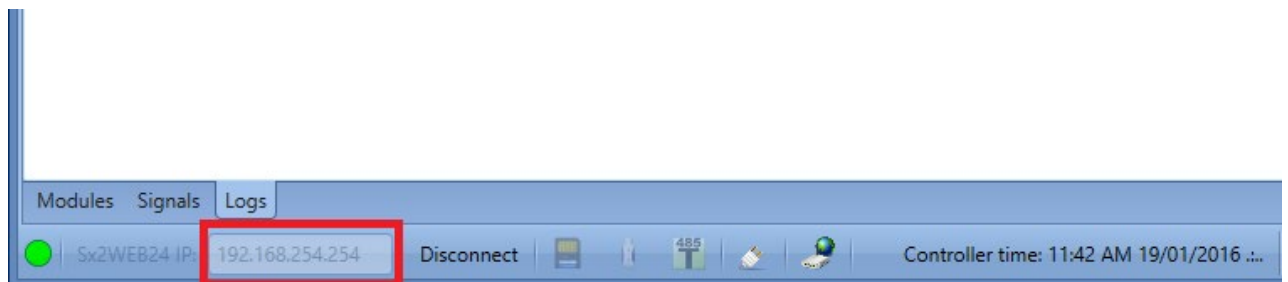 Modules Signals Logs
Sx2WEB24 IP: 192.168.254.254 Disconnect 485 T Controller time: 11:42 AM 19/01/2016 .:..